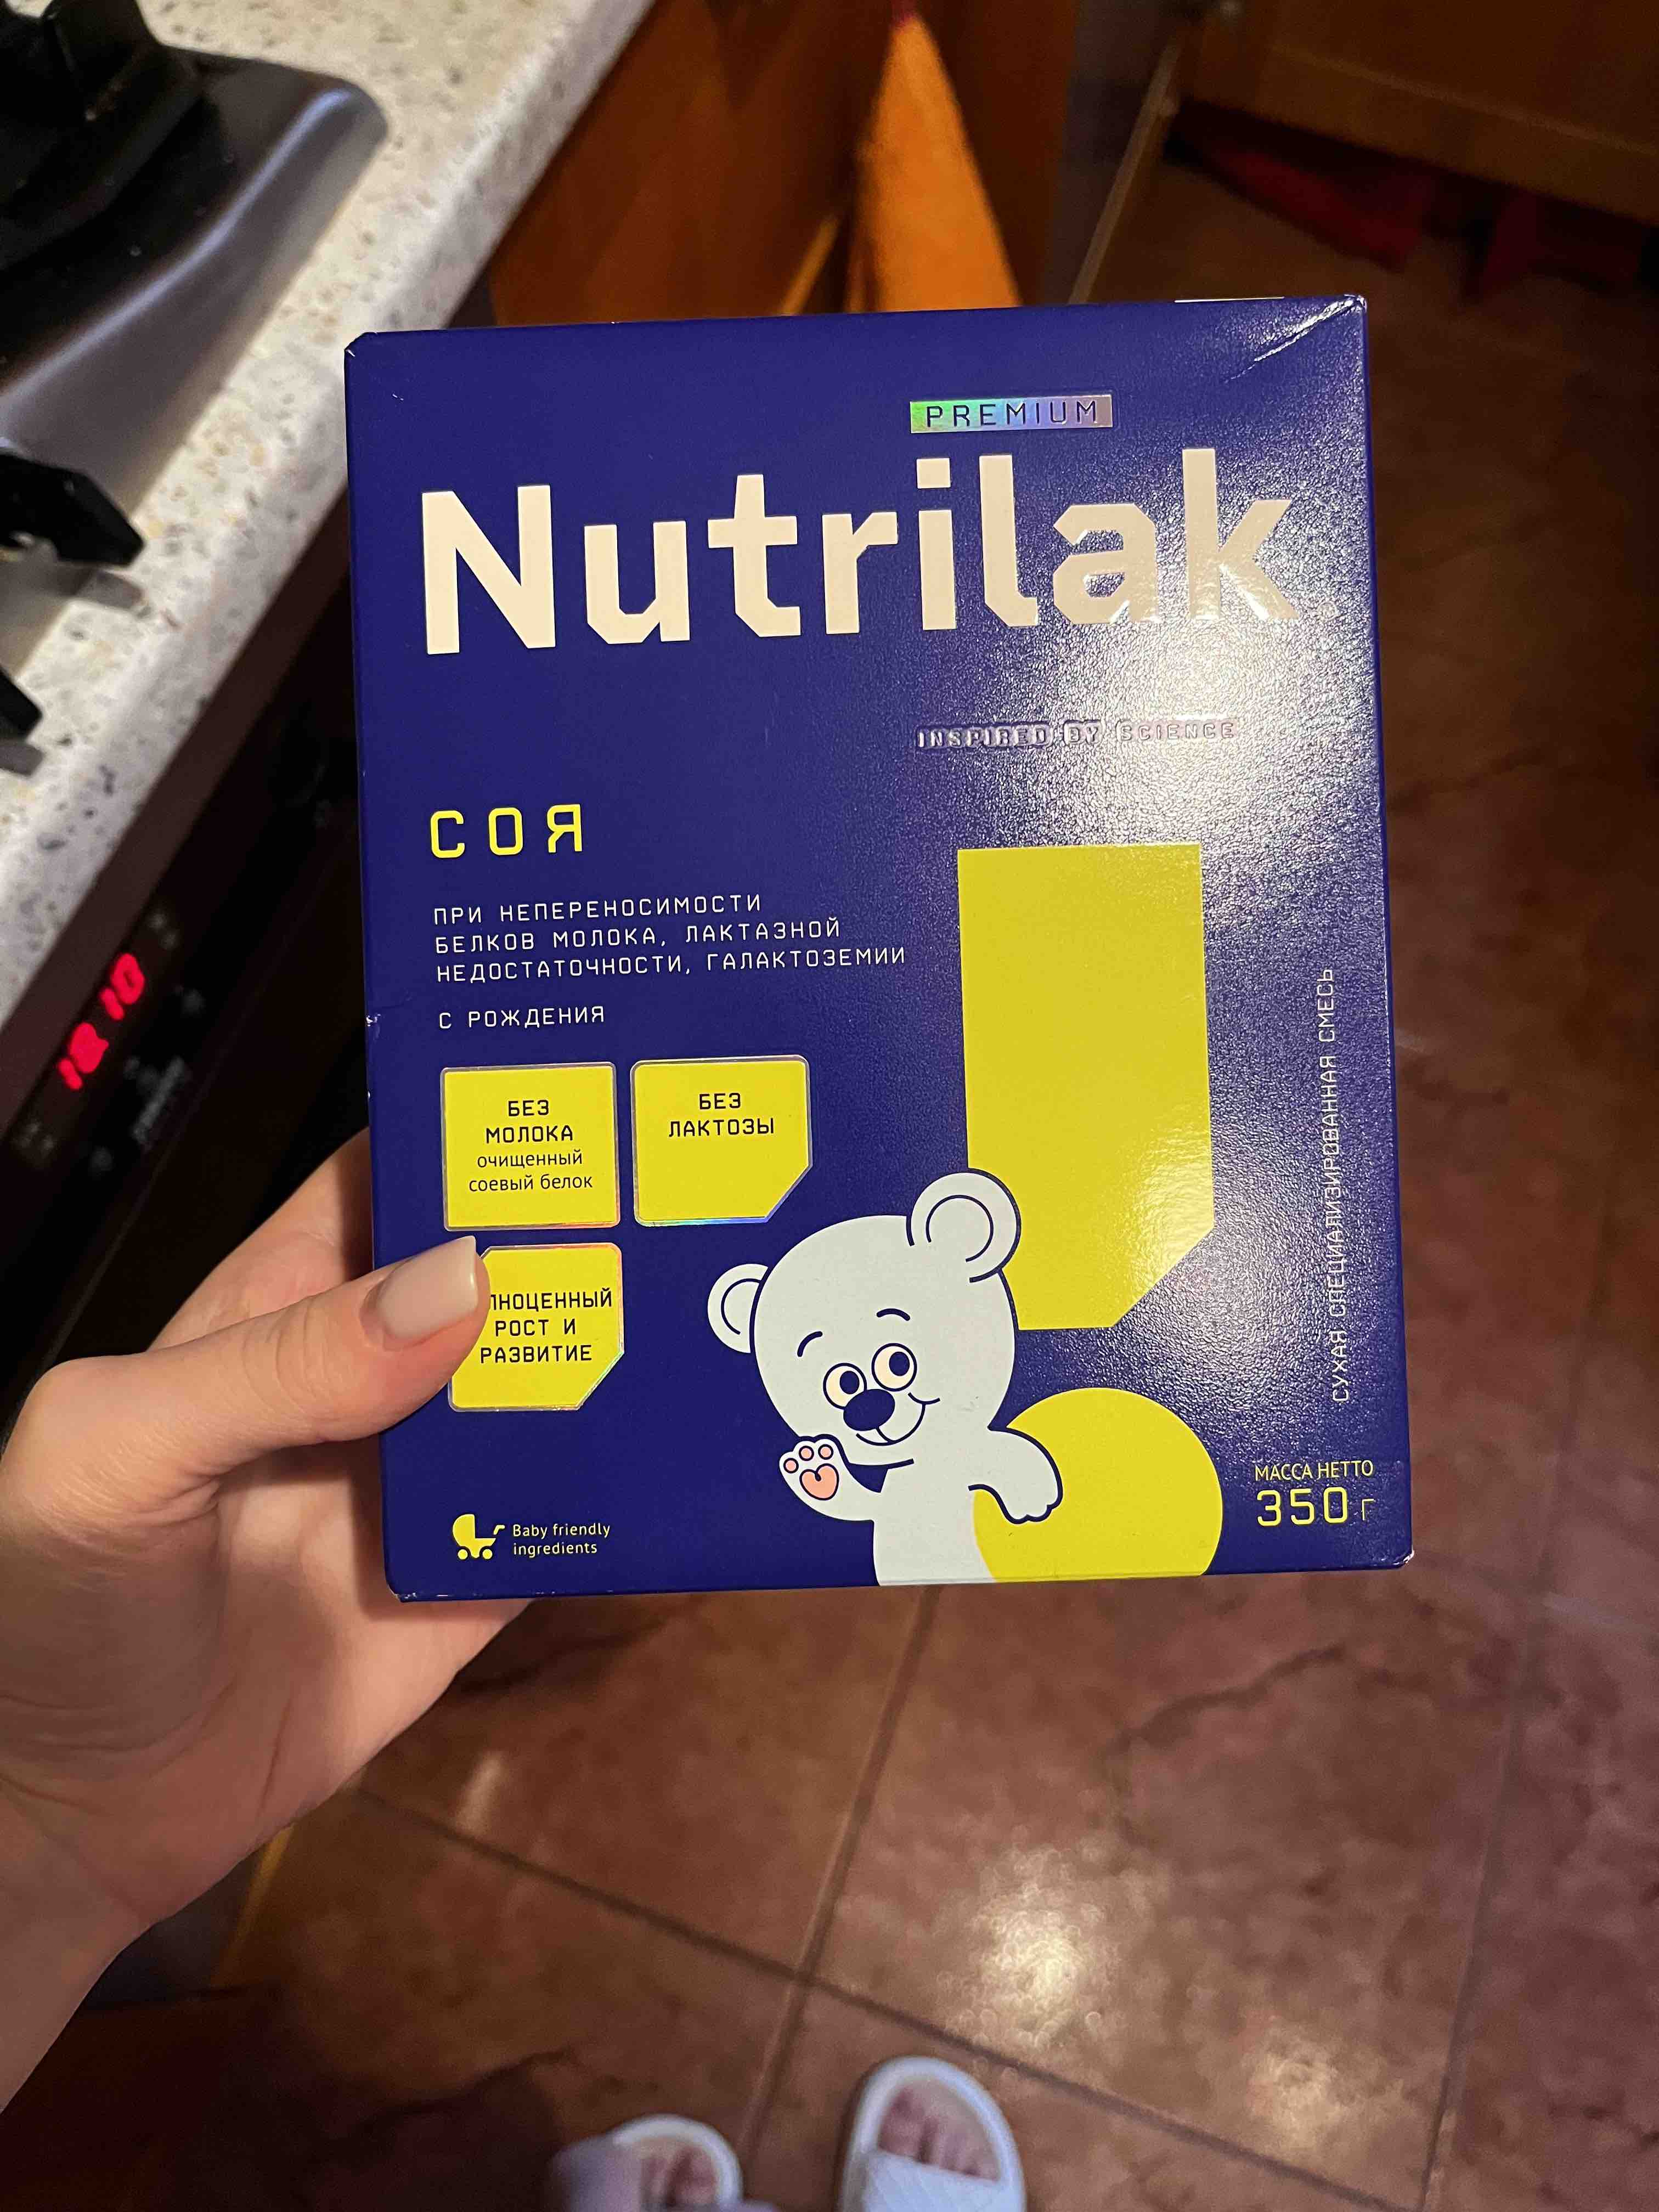 PREMIUM
Nutrilak
INSPIRED BY SCIENCE
СОЯ
ПРИ НЕПЕРЕНОСИМОСТИ
БЕЛКОВ МОЛОКА, ЛАКТАЗНОЙ
НЕДОСТАТОЧНОСТИ, ГАЛАКТОЗЕМИИ
С РОЖДЕНИЯ
БЕЗ
МОЛОКА
очищенный
соевый белок
БЕЗ
ЛАКТОЗЫ
ЛНОЦЕННЫЙ
РОСТ И
РАЗВИТИЕ
Baby friendly
ingredients
СУХАЯ СПЕЦИАЛИЗИРОВАННАЯ СМЕСЬ
МАССА НЕТТО
350 г